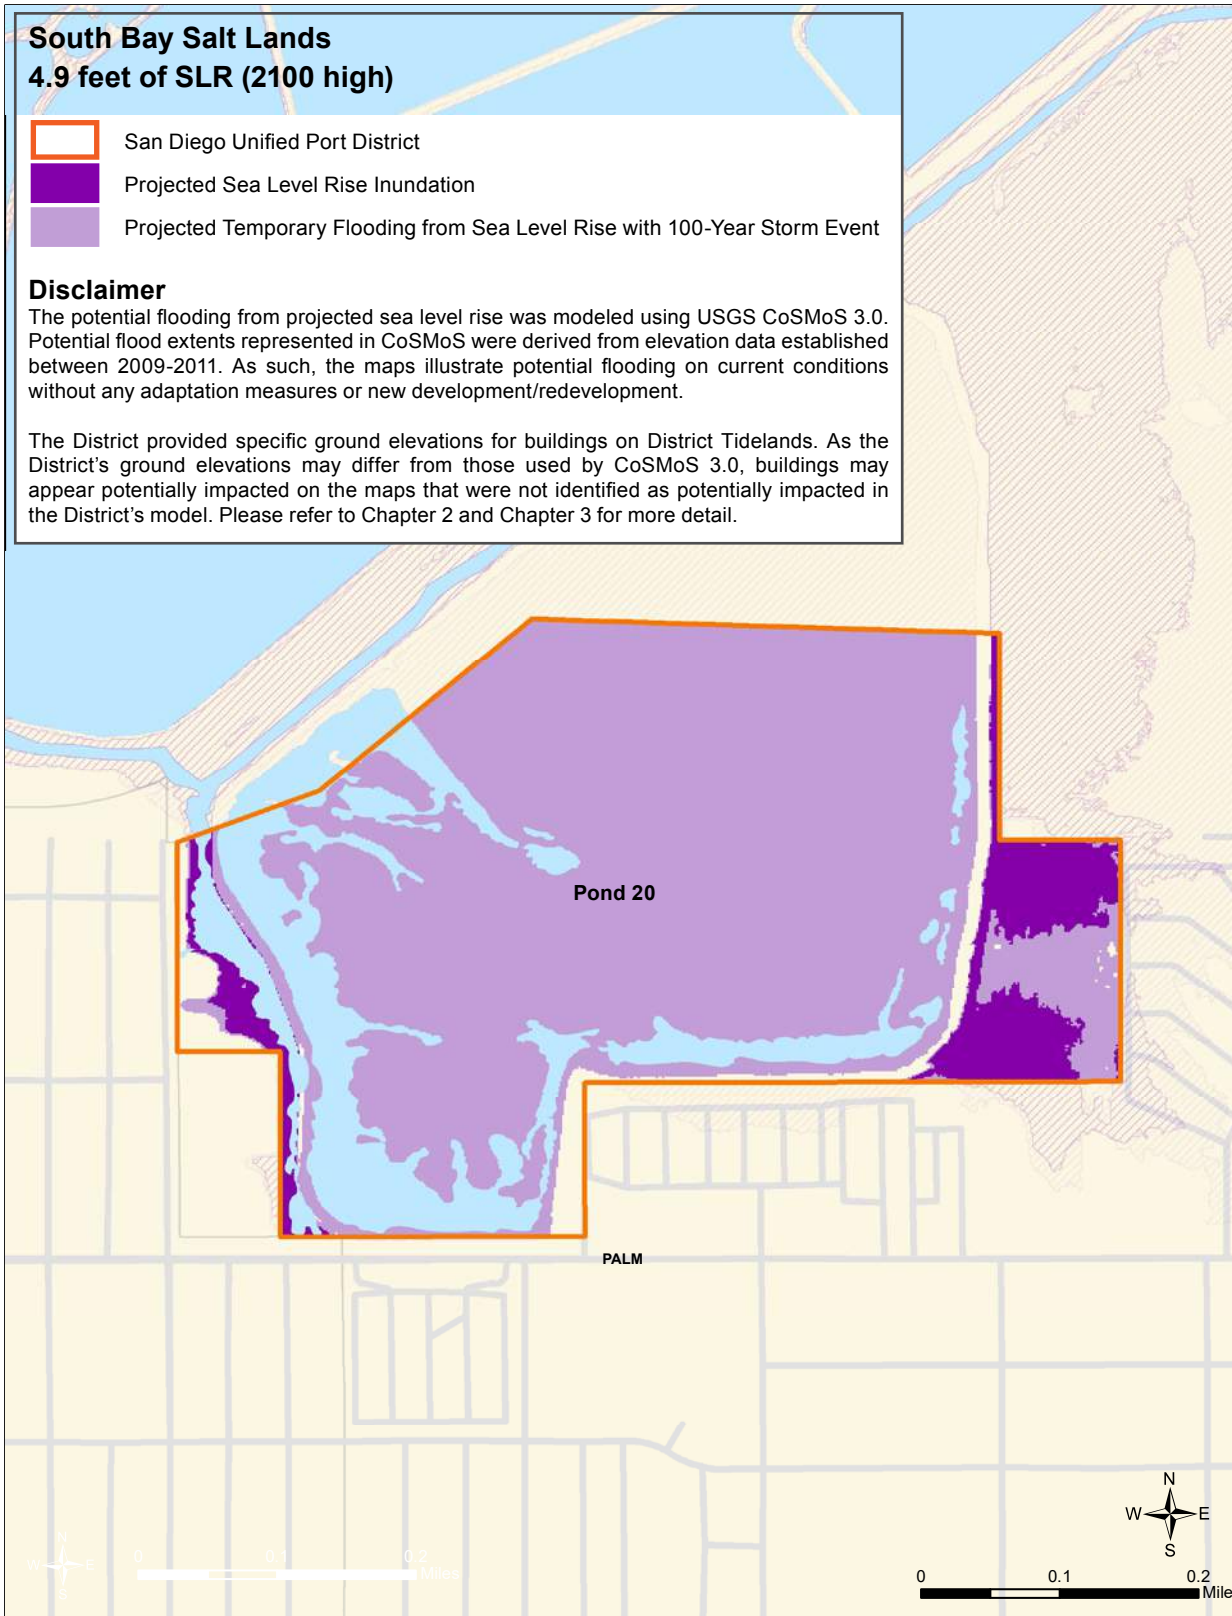 South Bay Salt Lands
4.9 feet of SLR (2100 high)
San Diego Unified Port District
Projected Sea Level Rise Inundation
Projected Temporary Flooding from Sea Level Rise with 100-Year Storm Event
Disclaimer
The potential flooding from projected sea level rise was modeled using USGS CoSMoS 3.0.
Potential flood extents represented in CoSMoS were derived from elevation data established
between 2009-2011. As such, the maps illustrate potential flooding on current conditions
without any adaptation measures or new development/redevelopment.
The District provided specific ground elevations for buildings on District Tidelands. As the
District's ground elevations may differ from those used by CoSMoS 3.0, buildings may
appear potentially impacted on the maps that were not identified as potentially impacted in
the District's model. Please refer to Chapter 2 and Chapter 3 for more detail.
Pond 20
PALM
N
W E
S
0 0.1 0.2
Miles
N
W E
S
0 0.1 0.2
Mile